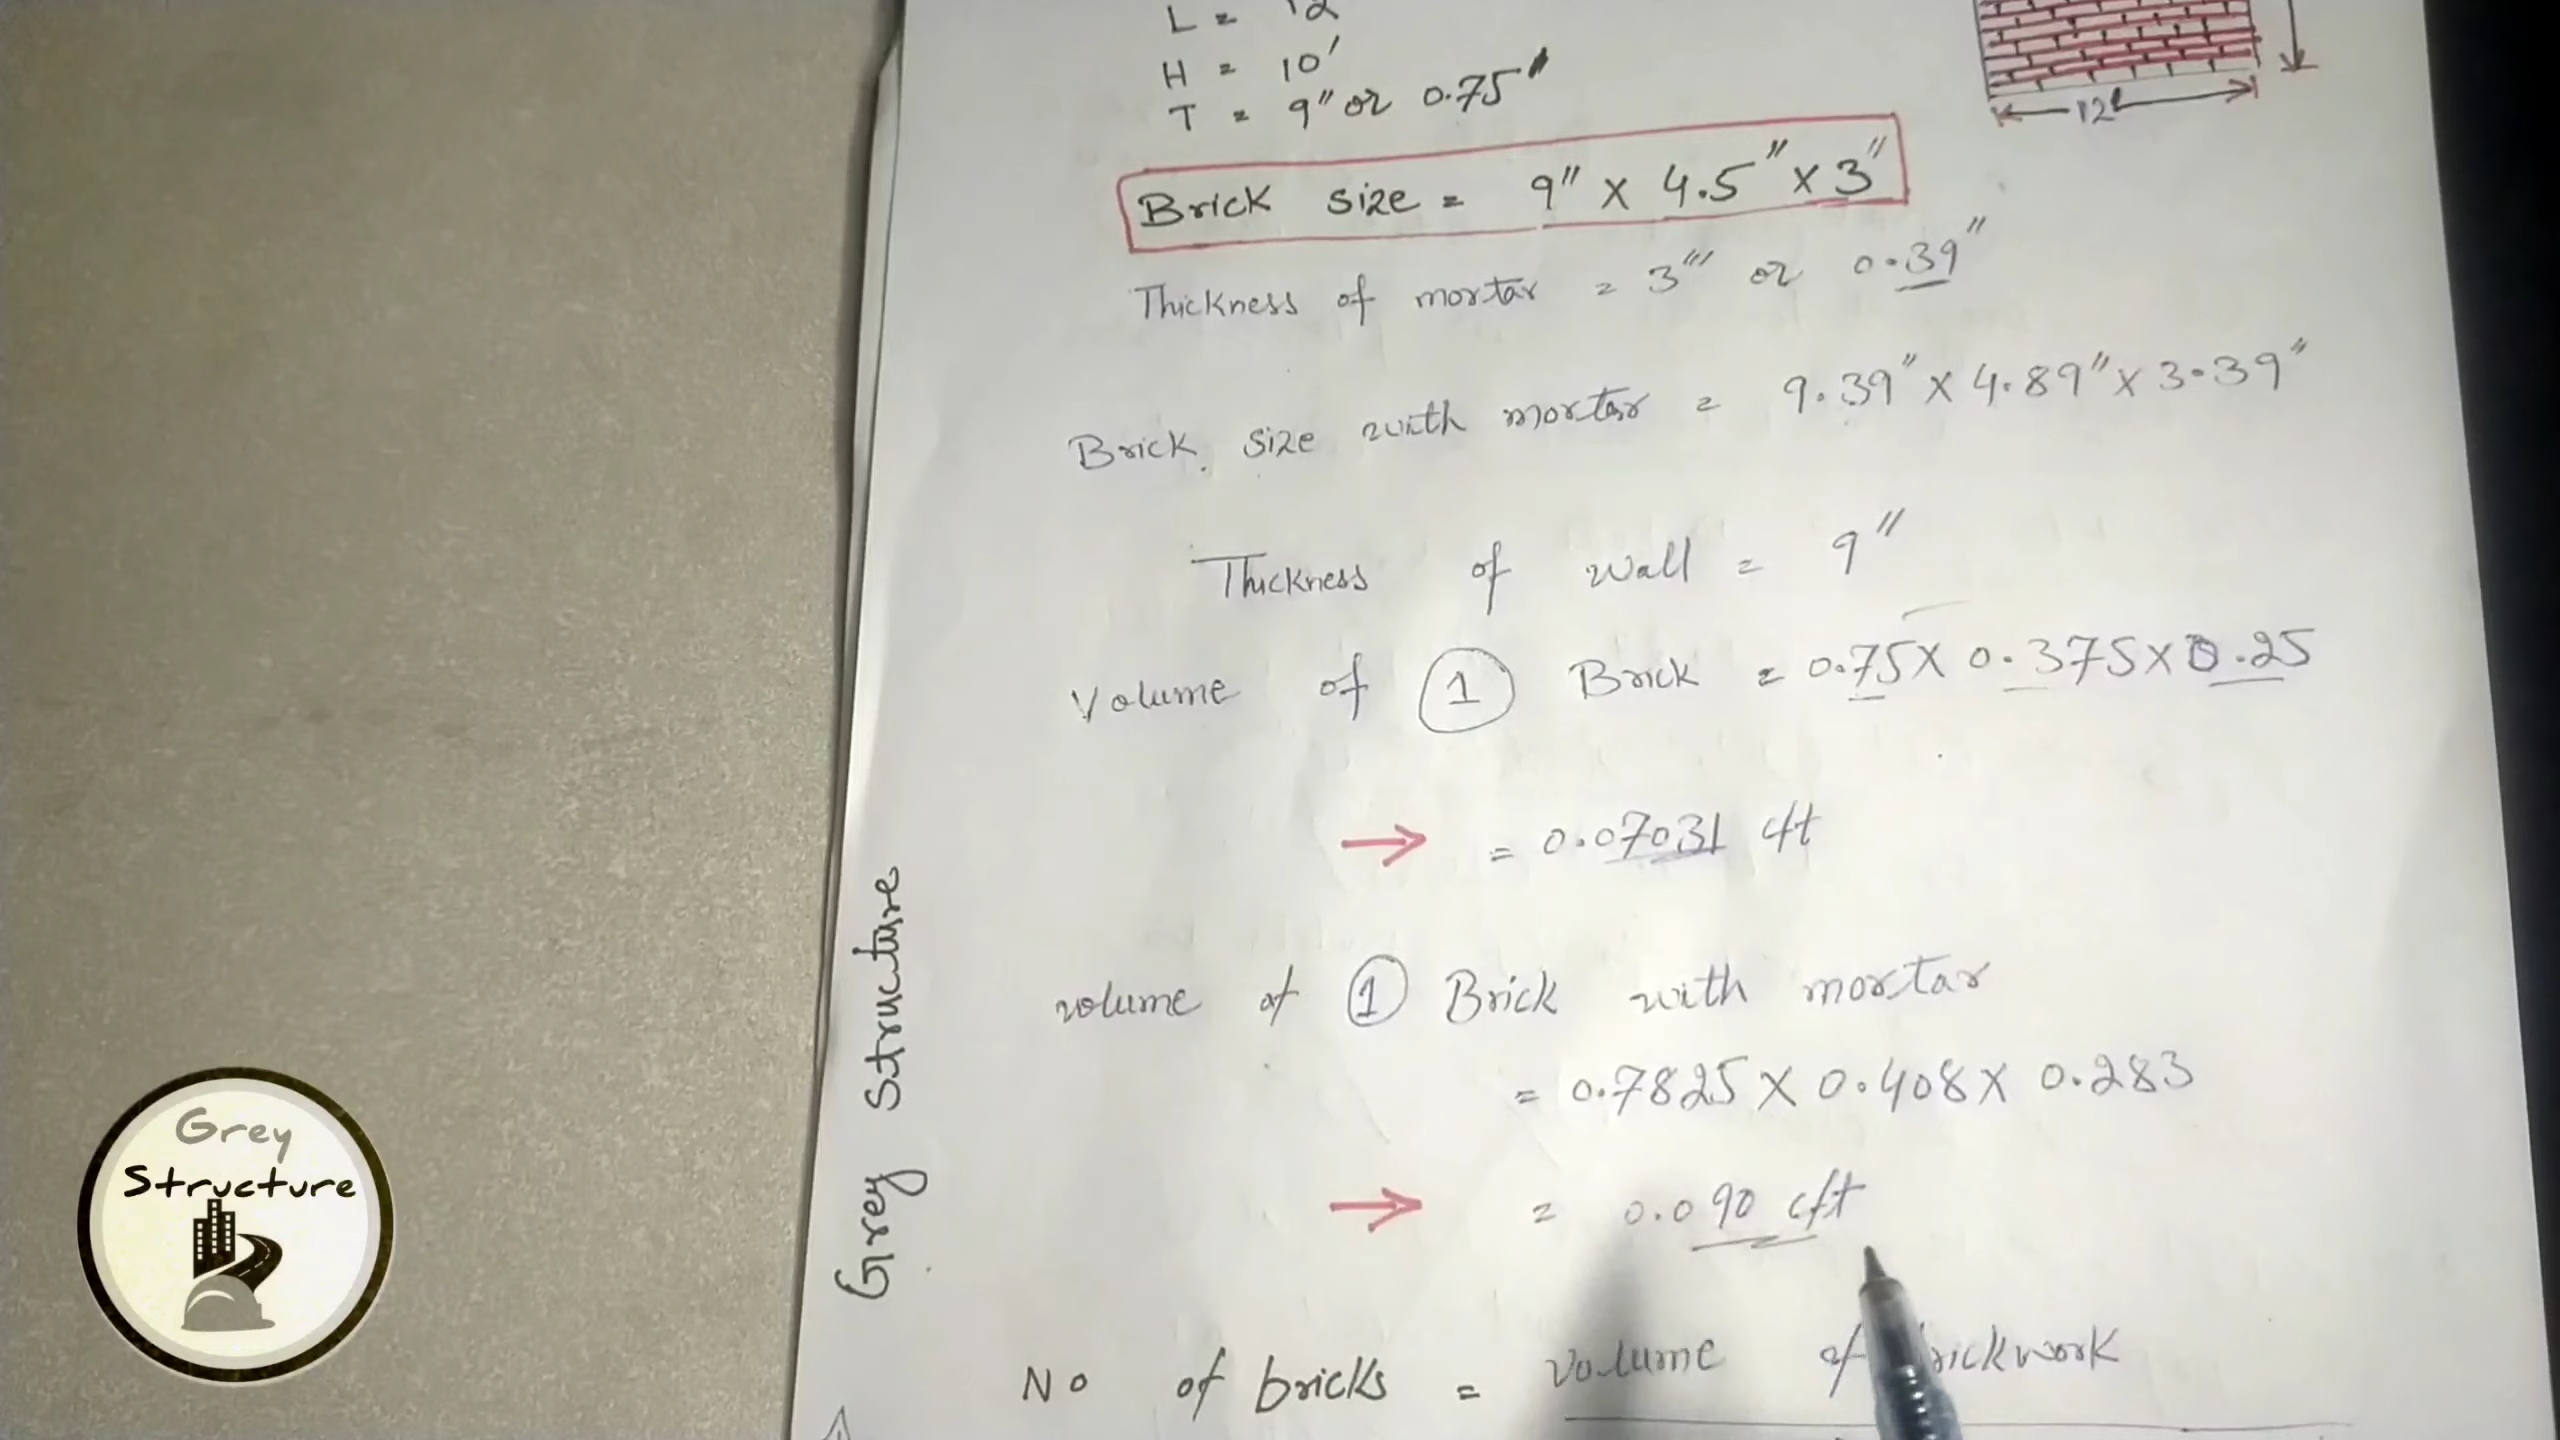 L = 12
H = 10'
T = 9" or 0.75'
12'
Brick size = 9" X 4.5" X 3"
Thickness of mortar = 3''' or 0.39"
Brick size with mortar = 9.39" X 4.89" X 3.39"
Thickness of wall = 9"
Volume of 1 Brick = 0.75 X 0.375 X 0.25
→ = 0.07031 cft
volume of 1 Brick with mortar
= 0.7825 X 0.408 X 0.283
→ = 0.090 cft
No of bricks = volume of rickwork
Grey Structure
Grey
Structure